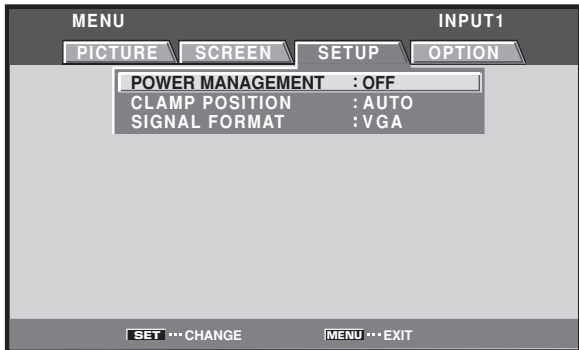 MENU INPUT1
PICTURE SCREEN SETUP OPTION
POWER MANAGEMENT : OFF
CLAMP POSITION : AUTO
SIGNAL FORMAT : VGA
SET ··· CHANGE MENU ··· EXIT